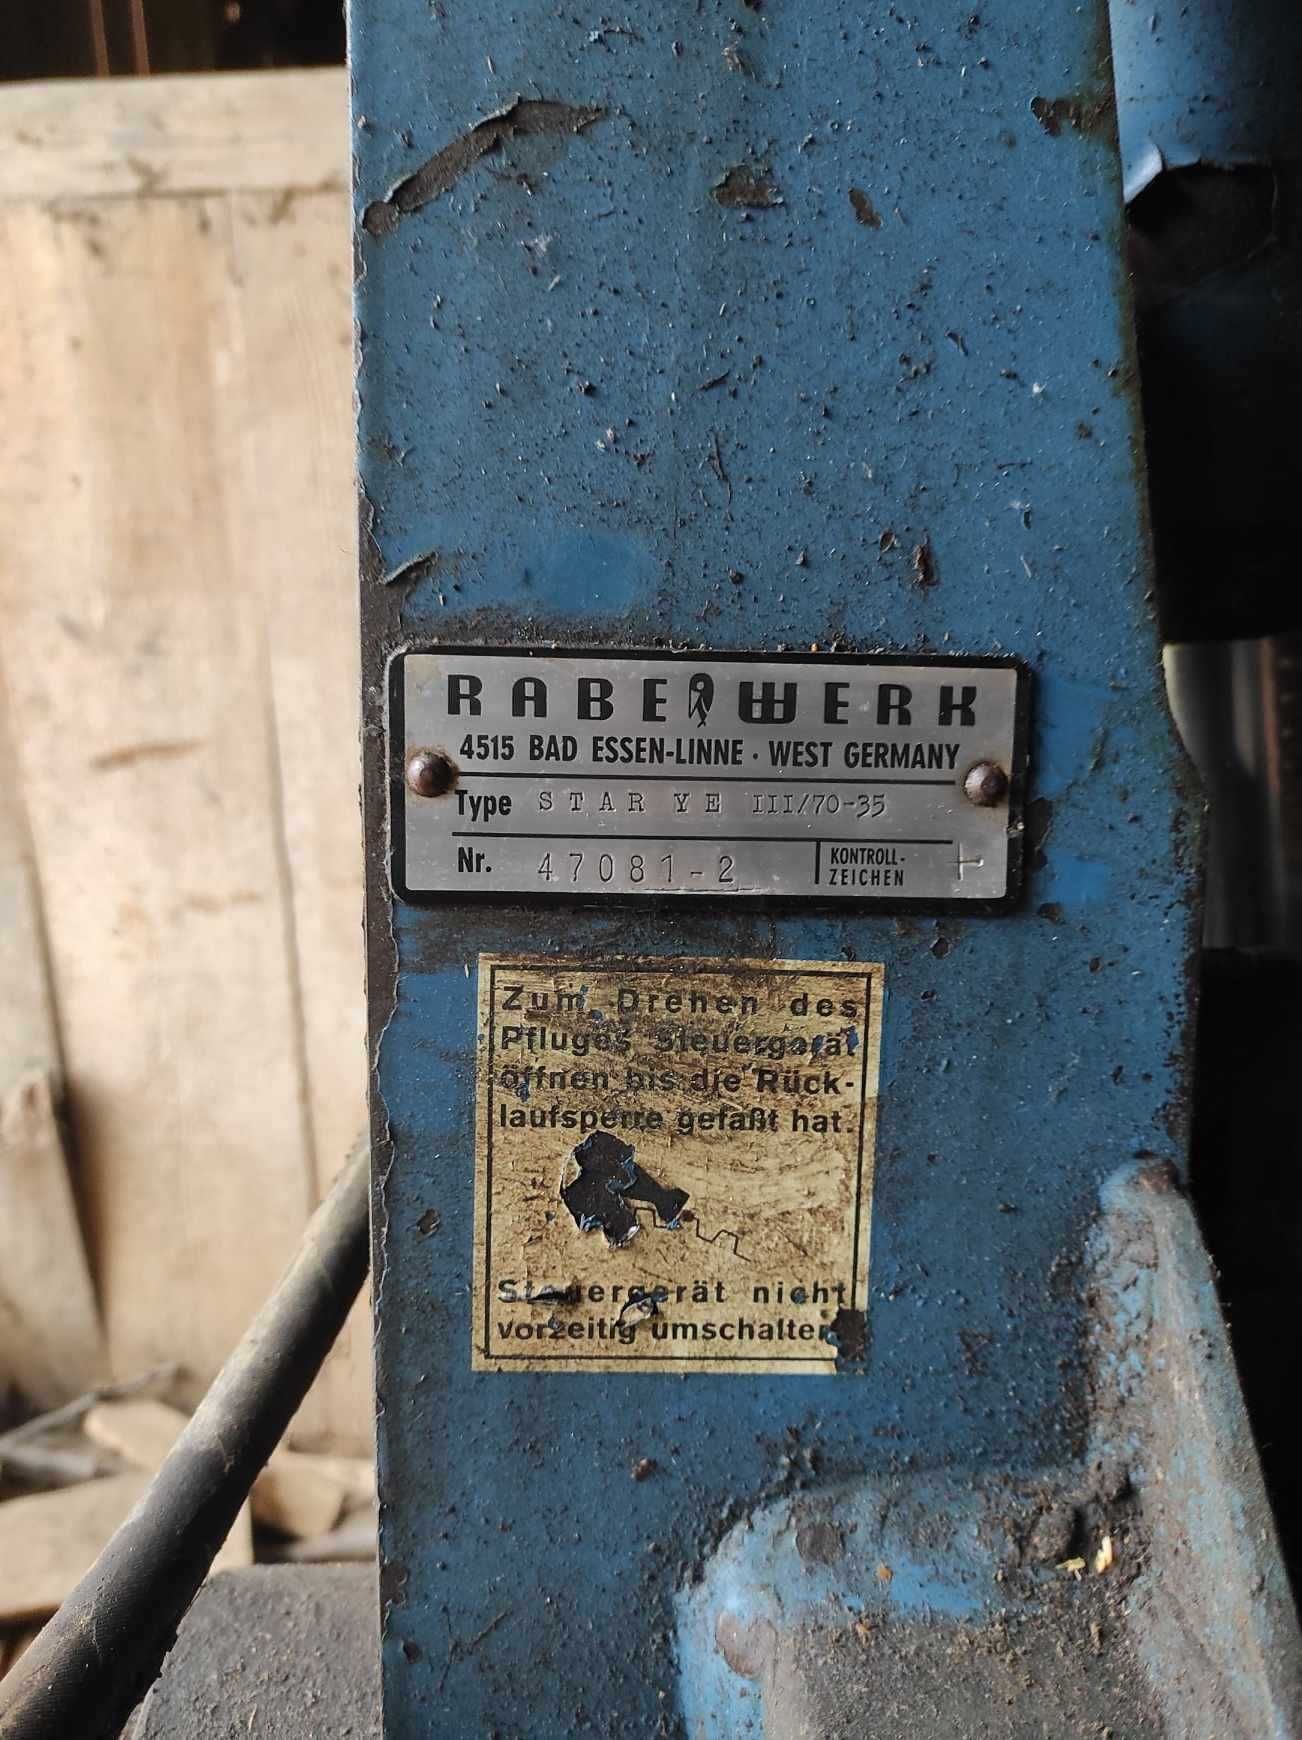 RABEWERK
4515 BAD ESSEN-LINNE · WEST GERMANY
Type STAR YE III/70-35
Nr. 47081-2 KONTROLL-
ZEICHEN +
Zum Drehen des
Pfluges Steuergerät
öffnen bis die Rück-
laufsperre gefaßt hat.
Steuergerät nicht
vorzeitig umschalten